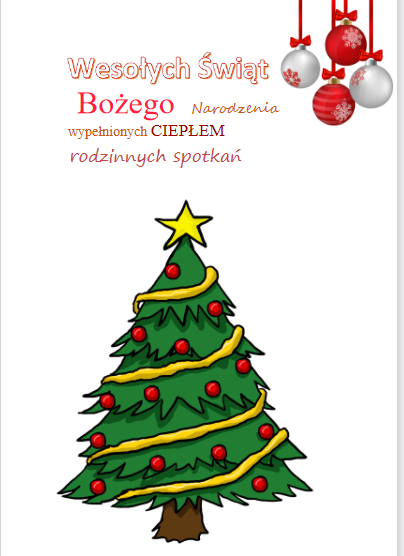 Wesołych Świąt
Bożego Narodzenia
wypełnionych CIEPŁEM
rodzinnych spotkań